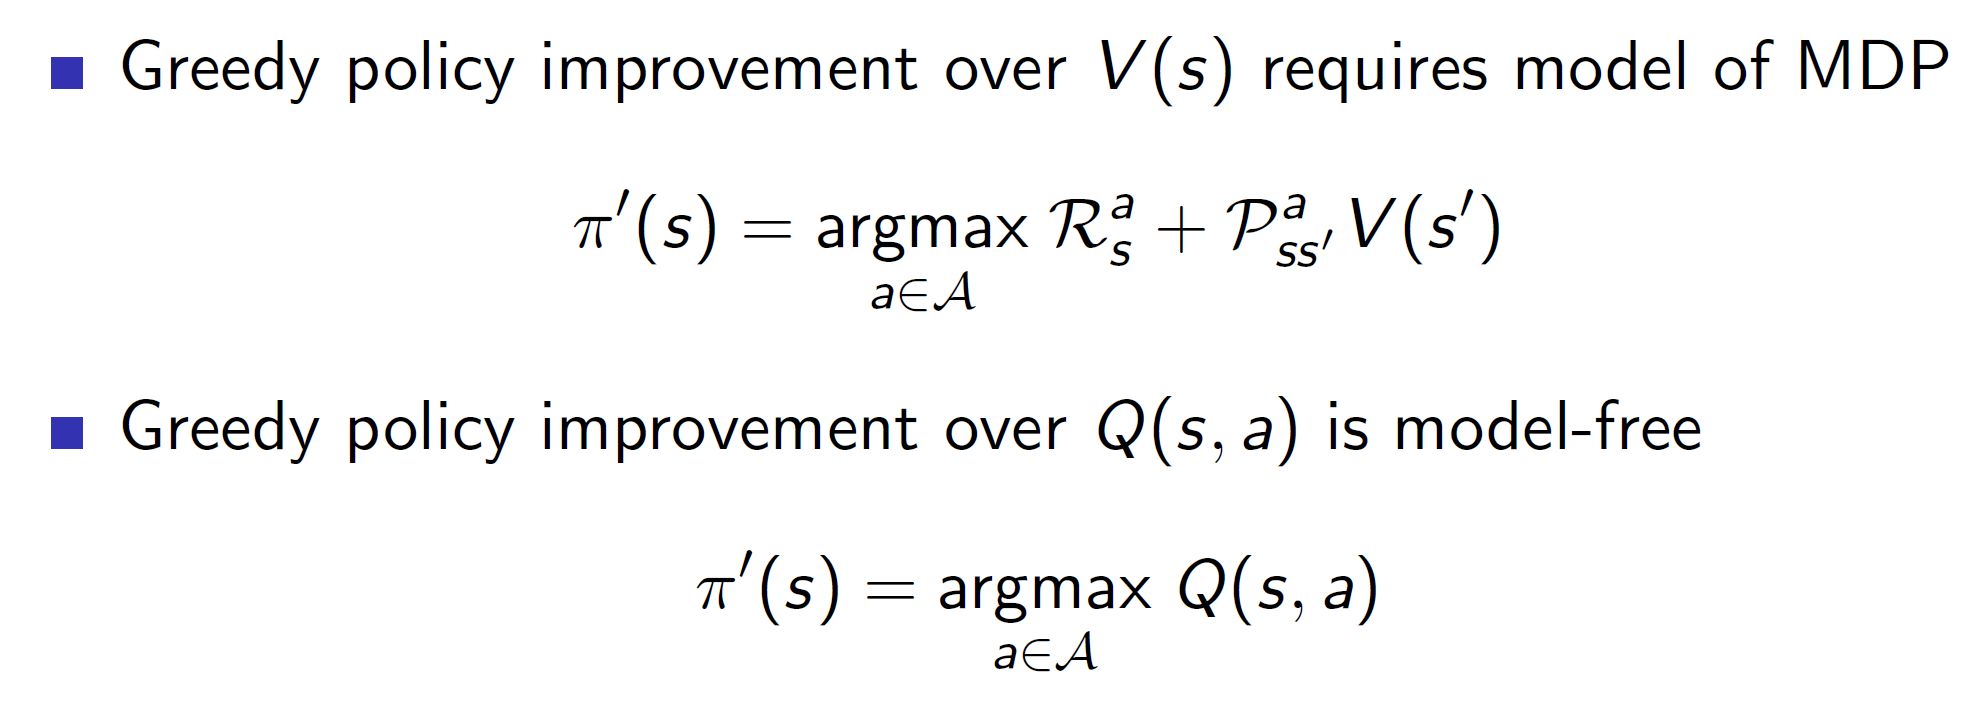 Greedy policy improvement over V(s) requires model of MDP
π′(s) = argmax R^a_s + P^a_ss′ V(s′)
a∈A
Greedy policy improvement over Q(s, a) is model-free
π′(s) = argmax Q(s, a)
a∈A